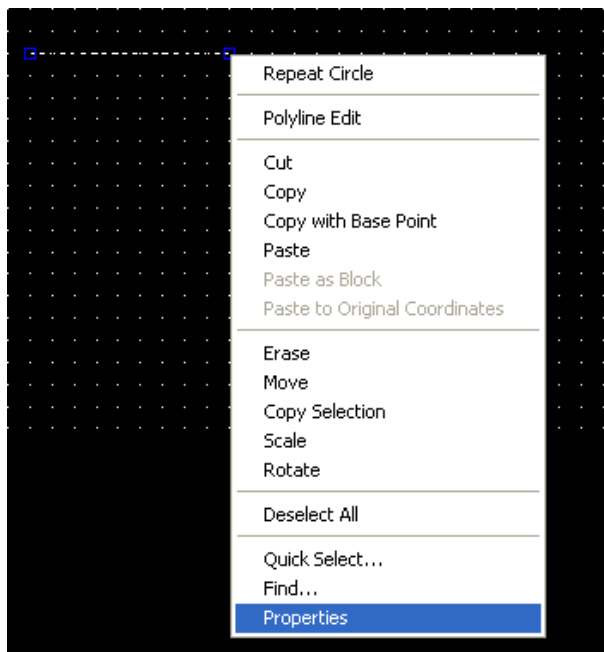 Repeat Circle
Polyline Edit
Cut
Copy
Copy with Base Point
Paste
Paste as Block
Paste to Original Coordinates
Erase
Move
Copy Selection
Scale
Rotate
Deselect All
Quick Select...
Find...
Properties